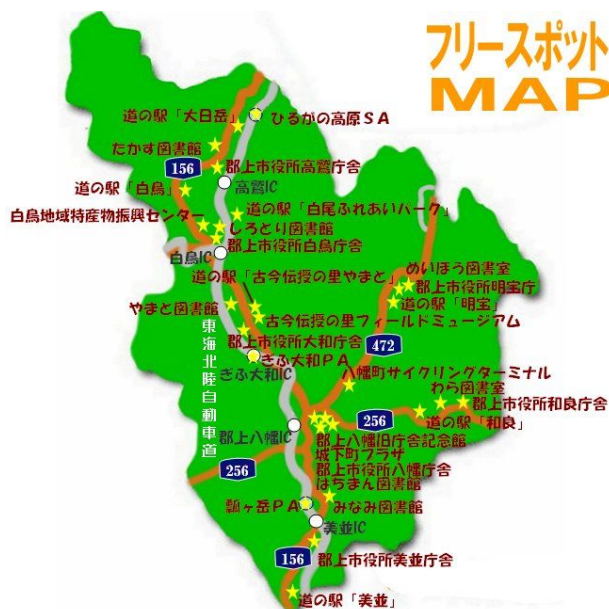 フリースポット
MAP
道の駅「大日岳」
ひるがの高原ＳＡ
たかす図書館
156
郡上市役所高鷲庁舎
高鷲IC
道の駅「白鳥」
道の駅「白尾ふれあいパーク」
白鳥地域特産物振興センター
しろとり図書館
郡上市役所白鳥庁舎
白鳥IC
道の駅「古今伝授の里やまと」
めいほう図書室
郡上市役所明宝庁
道の駅「明宝」
やまと図書館
古今伝授の里フィールドミュージアム
郡上市役所大和庁舎
472
東海北陸自動車道
ぎふ大和ＰＡ
ぎふ大和IC
八幡町サイクリングターミナル
わら図書室
郡上市役所和良庁舎
256
道の駅「和良」
郡上八幡IC
郡上八幡旧庁舎記念館
城下町プラザ
256
郡上市役所八幡庁舎
はちまん図書館
瓢ヶ岳ＰＡ
みなみ図書館
美並IC
156
郡上市役所美並庁舎
道の駅「美並」